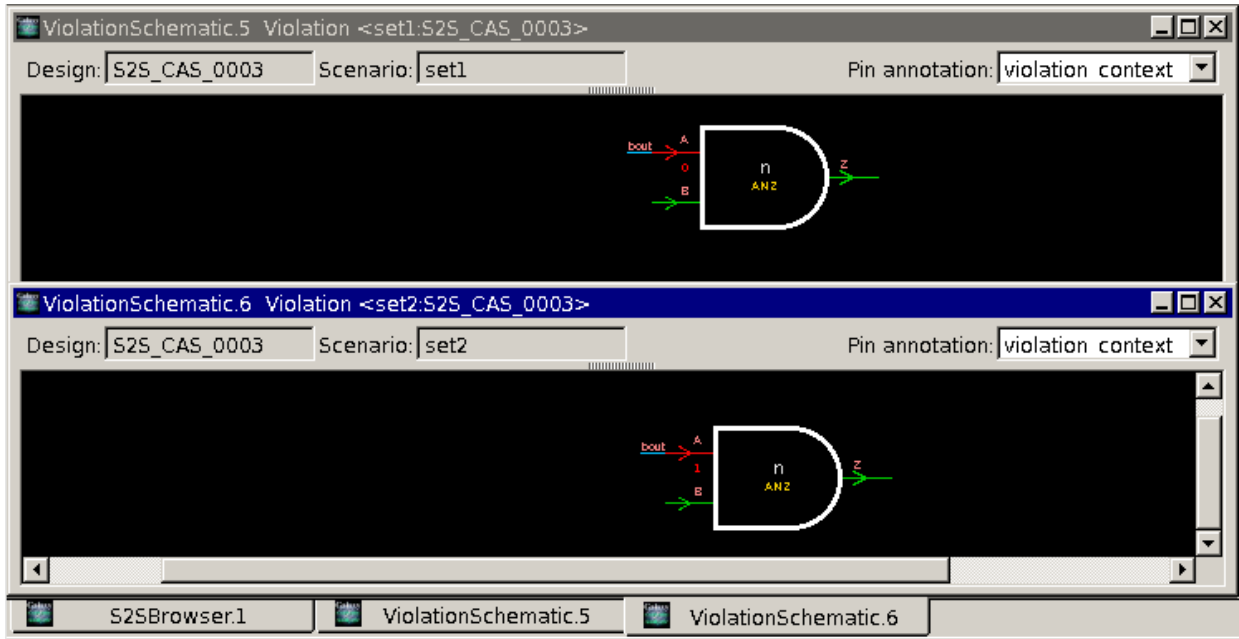 ViolationSchematic.5 Violation <set1:S2S_CAS_0003>
Design: S2S_CAS_0003 Scenario: set1 Pin annotation: violation context
bout A
0
n
ANZ
B
Z
ViolationSchematic.6 Violation <set2:S2S_CAS_0003>
Design: S2S_CAS_0003 Scenario: set2 Pin annotation: violation context
bout A
1
n
ANZ
B
Z
S2SBrowser.1 ViolationSchematic.5 ViolationSchematic.6